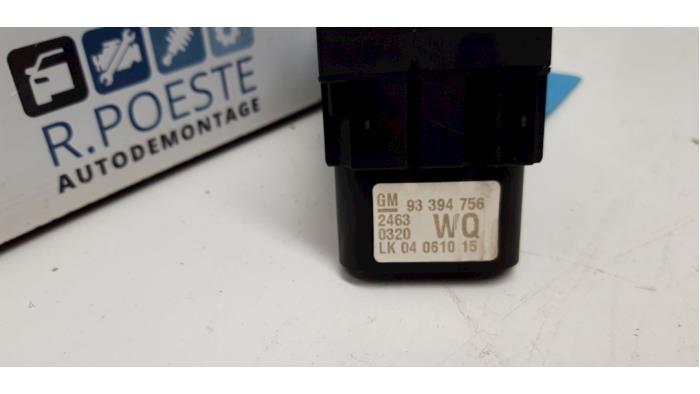 R.POESTE
AUTODEMONTAGE
GM 93 394 756
2463
0320 WQ
LK 04 0610 15